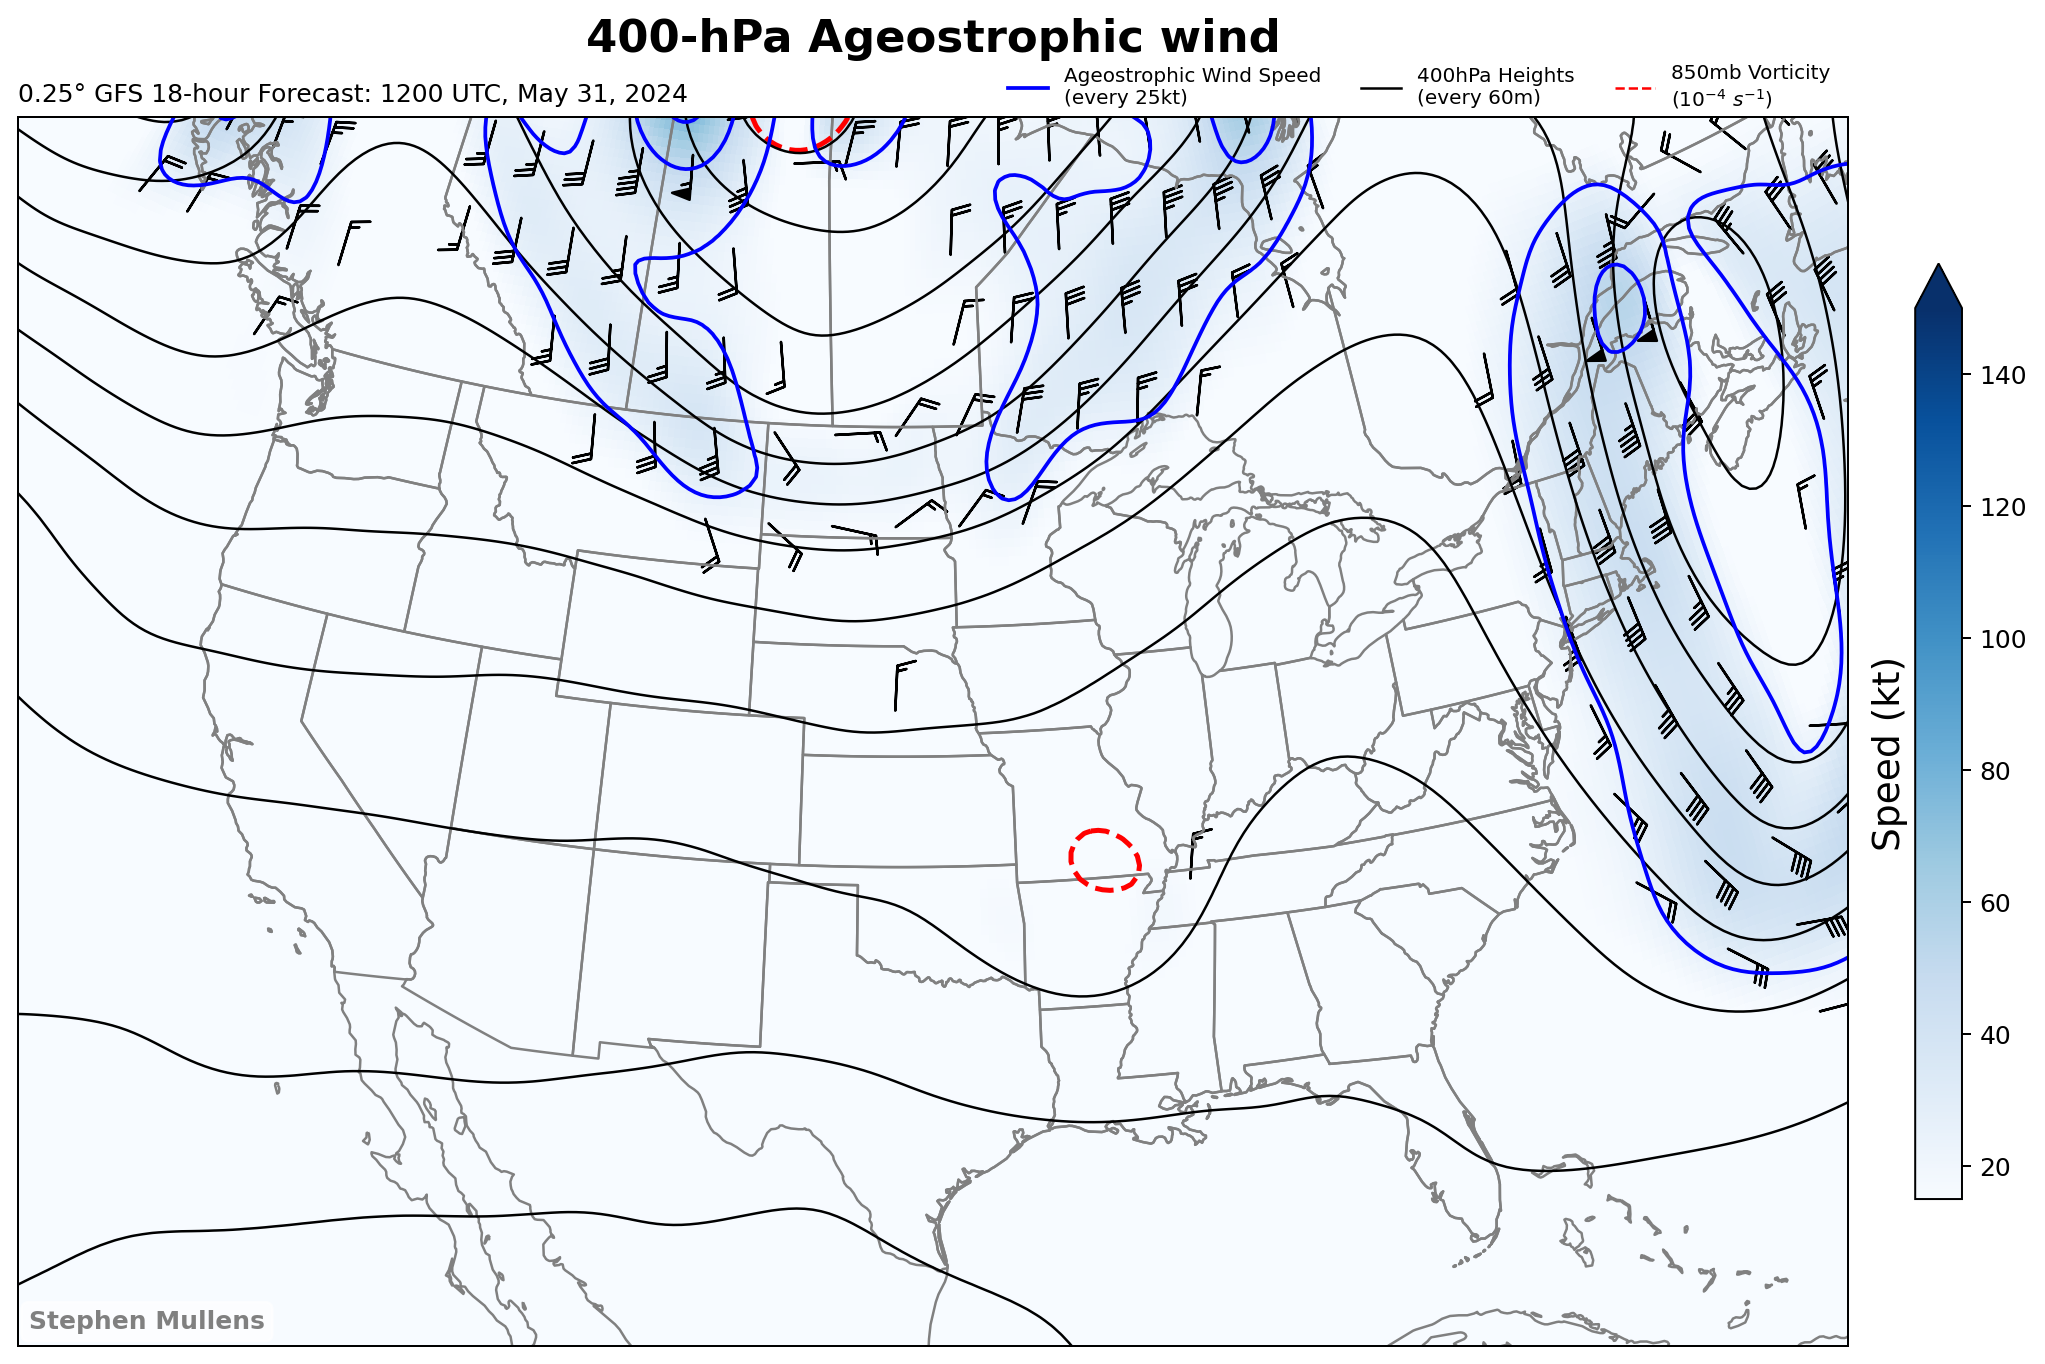 400-hPa Ageostrophic wind
0.25° GFS 18-hour Forecast: 1200 UTC, May 31, 2024
Ageostrophic Wind Speed
(every 25kt)
400hPa Heights
(every 60m)
850mb Vorticity
(10⁻⁴ s⁻¹)
140
120
100
80
60
40
20
Speed (kt)
Stephen Mullens